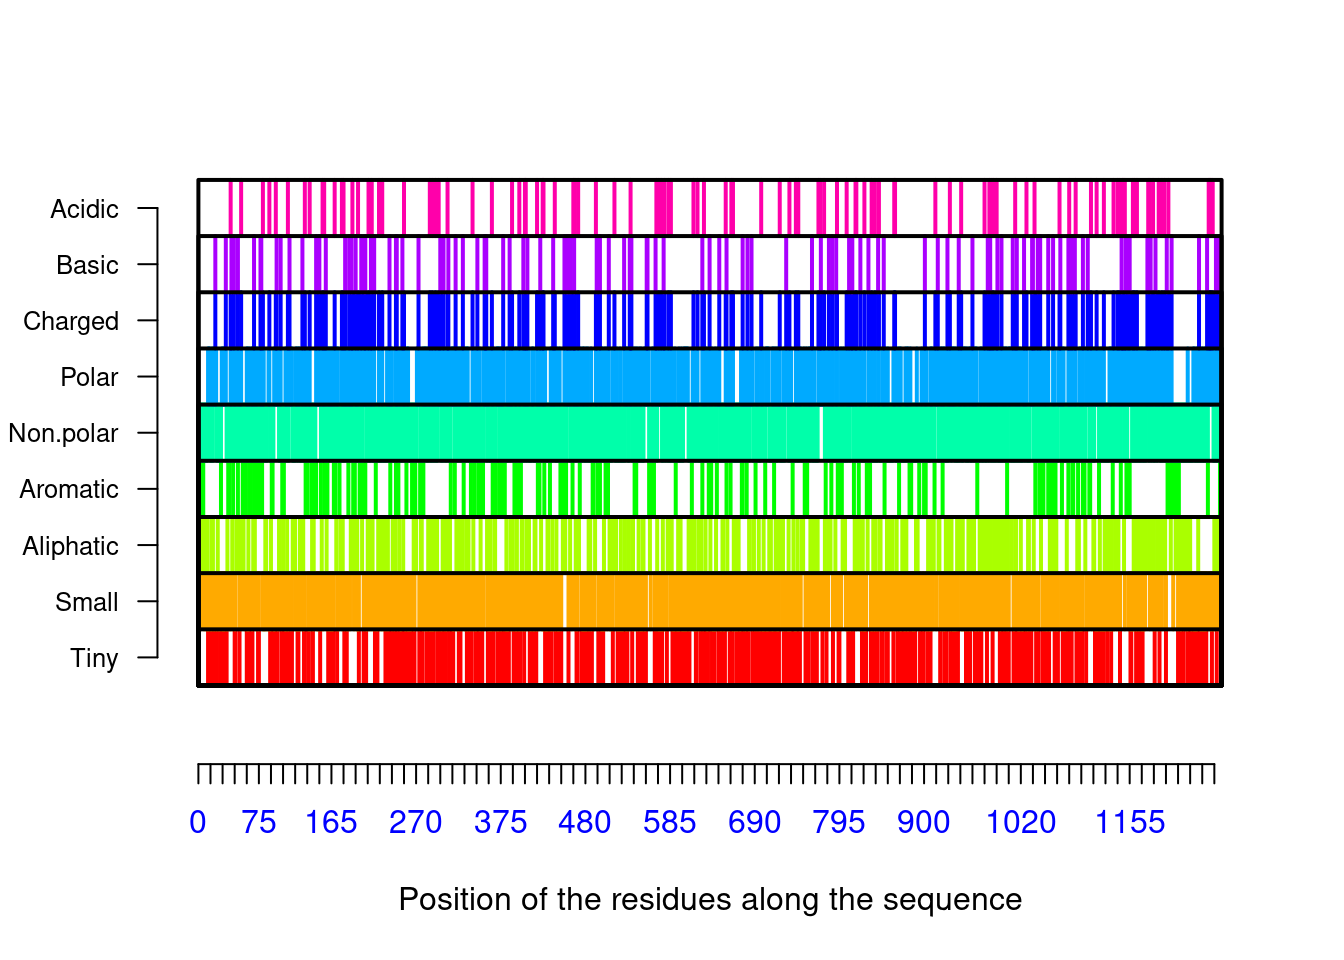 Acidic
Basic
Charged
Polar
Non.polar
Aromatic
Aliphatic
Small
Tiny
0 75 165 270 375 480 585 690 795 900 1020 1155
Position of the residues along the sequence